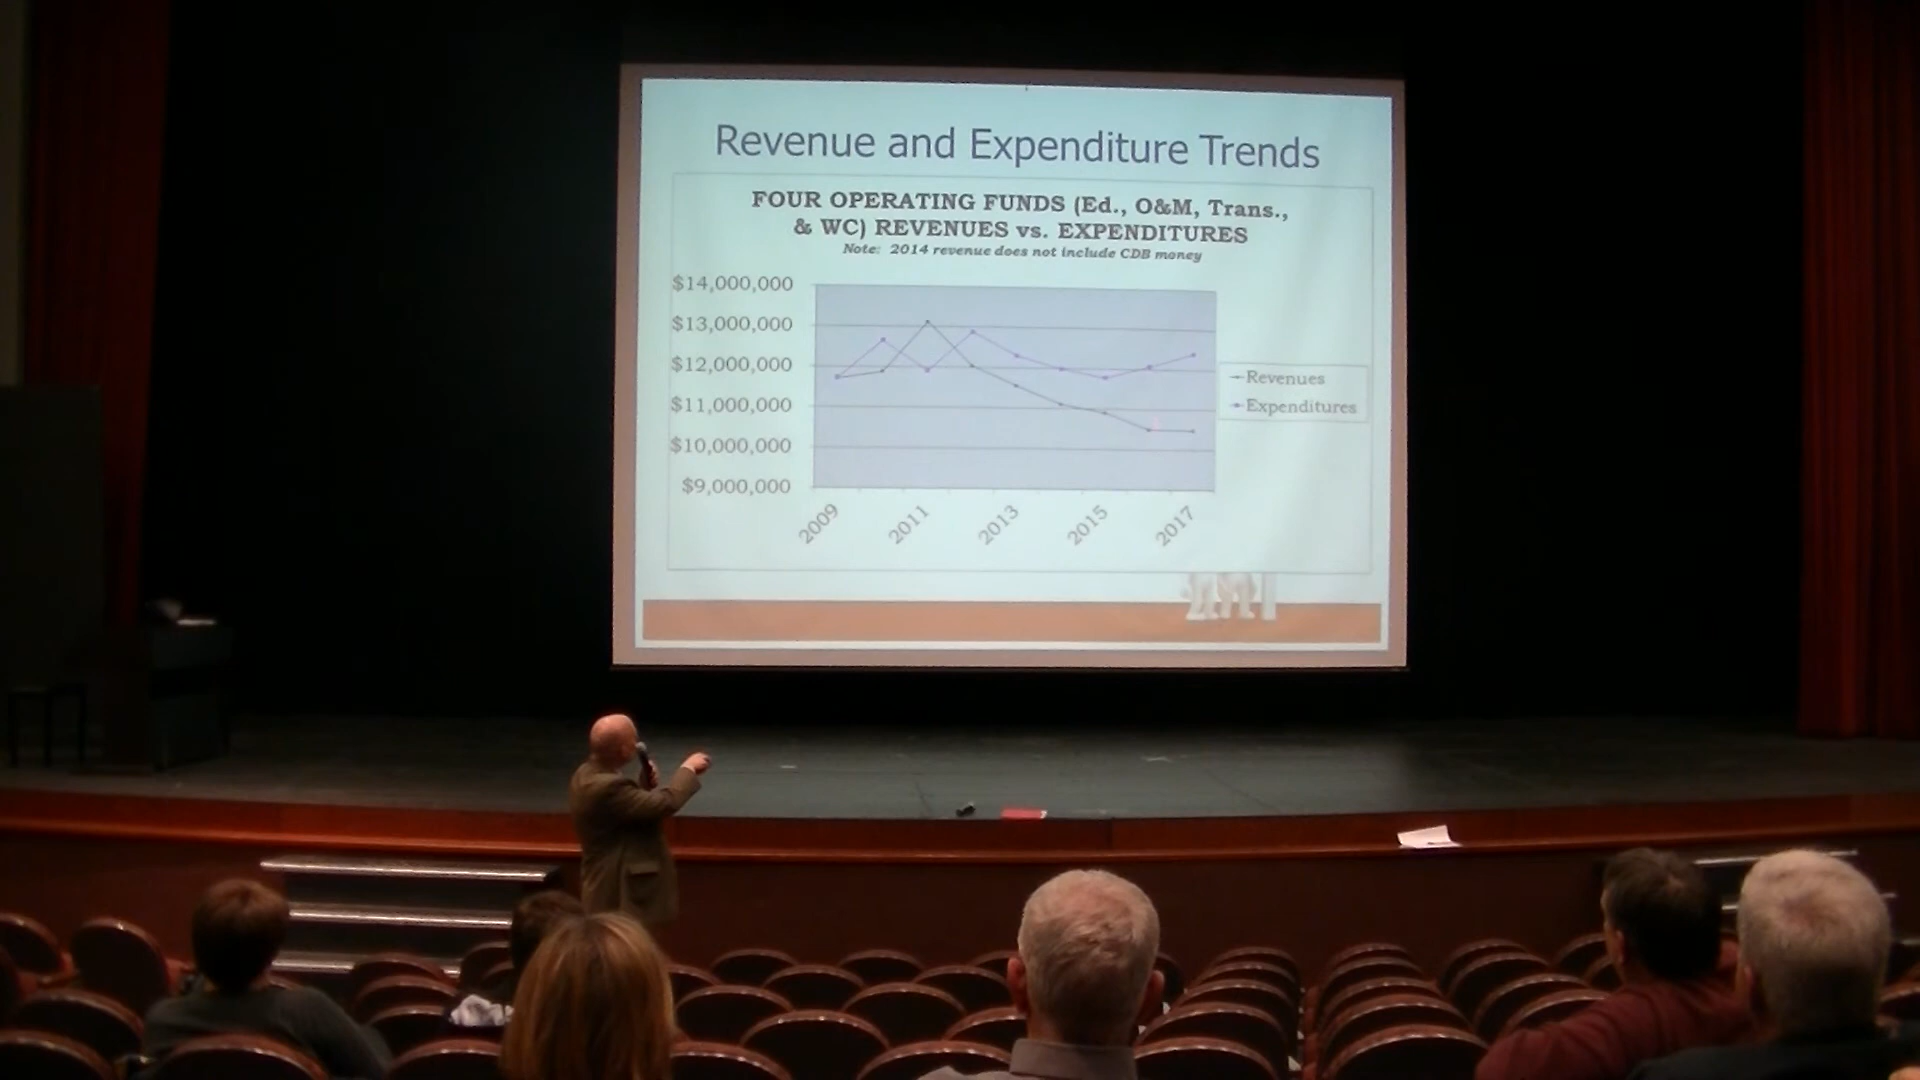 Revenue and Expenditure Trends
FOUR OPERATING FUNDS (Ed., O&M, Trans.,
& WC) REVENUES vs. EXPENDITURES
Note: 2014 revenue does not include CDB money
$14,000,000
$13,000,000
$12,000,000
$11,000,000
$10,000,000
$9,000,000
2009
2011
2013
2015
2017
Revenues
Expenditures